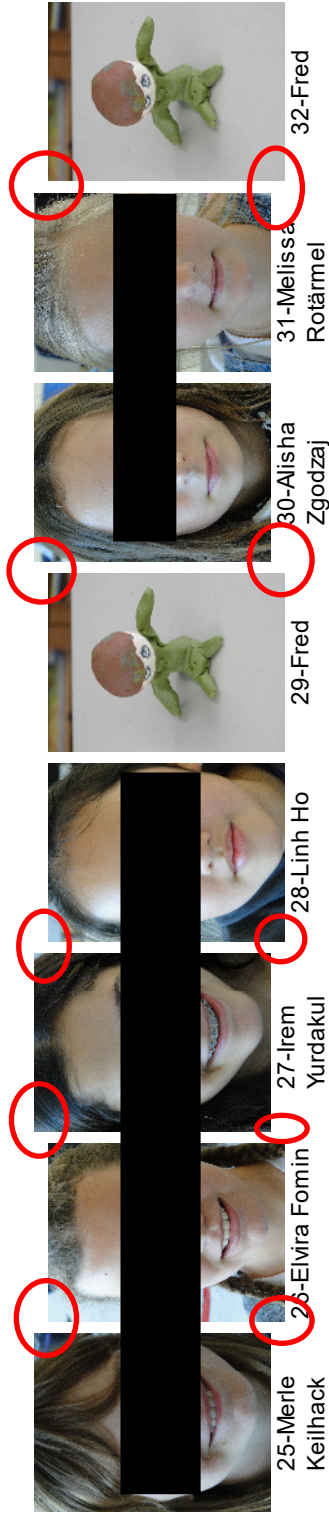 25-Merle
Keilhack
26-Elvira Fomin
27-Irem
Yurdakul
28-Linh Ho
29-Fred
30-Alisha
Zgodzaj
31-Melissa
Rotärmel
32-Fred